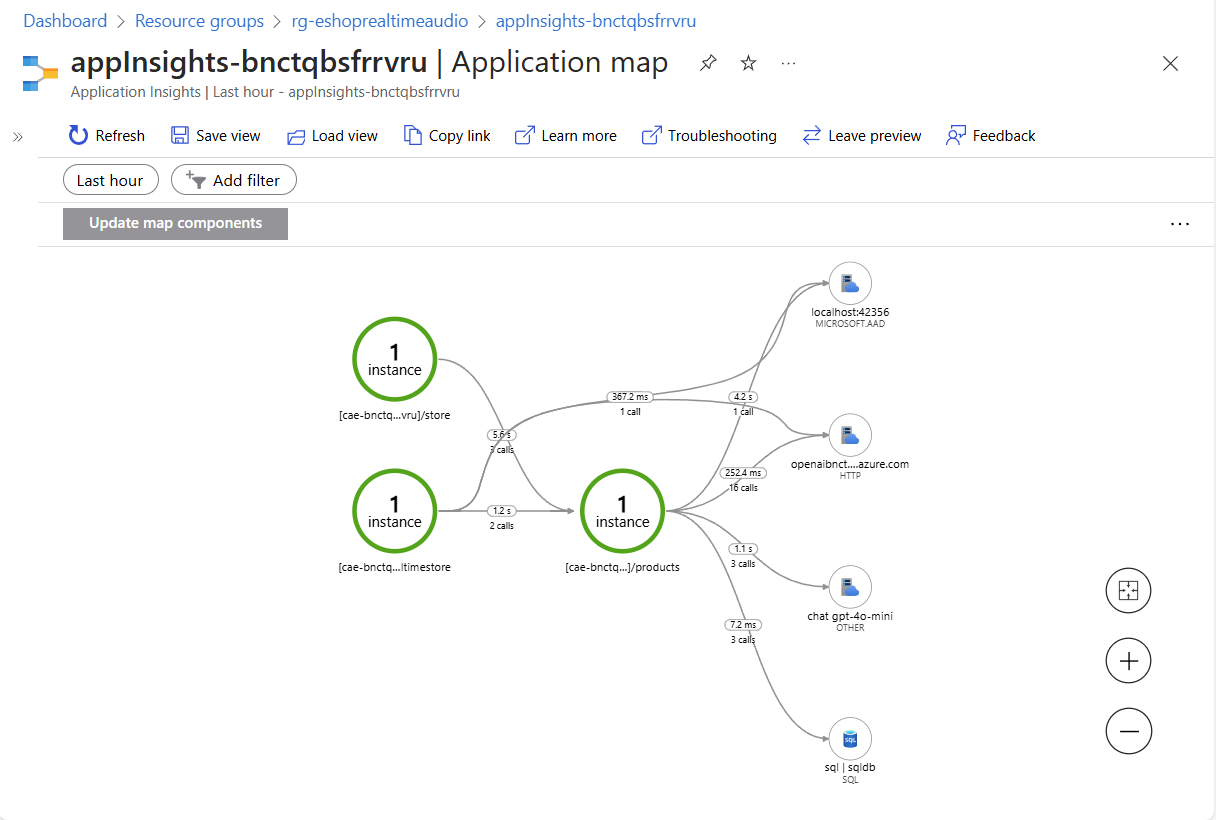 Dashboard > Resource groups > rg-eshoprealtimeaudio > appInsights-bnctqbsfrrvru
appInsights-bnctqbsfrrvru | Application map
Application Insights | Last hour - appInsights-bnctqbsfrrvru
Refresh Save view Load view Copy link Learn more Troubleshooting Leave preview Feedback
Last hour Add filter
Update map components
localhost:42356
MICROSOFT.AAD
1
instance
[cae-bnctq...vru]/store
367.2 ms
1 call
4.2 s
1 call
5.6 s
3 calls
openaibnct....azure.com
HTTP
252.4 ms
16 calls
1
instance
[cae-bnctq...ltimestore
1.2 s
2 calls
1
instance
[cae-bnctq...]/products
1.1 s
3 calls
chat gpt-4o-mini
OTHER
7.2 ms
3 calls
SQL
sql | sqldb
SQL